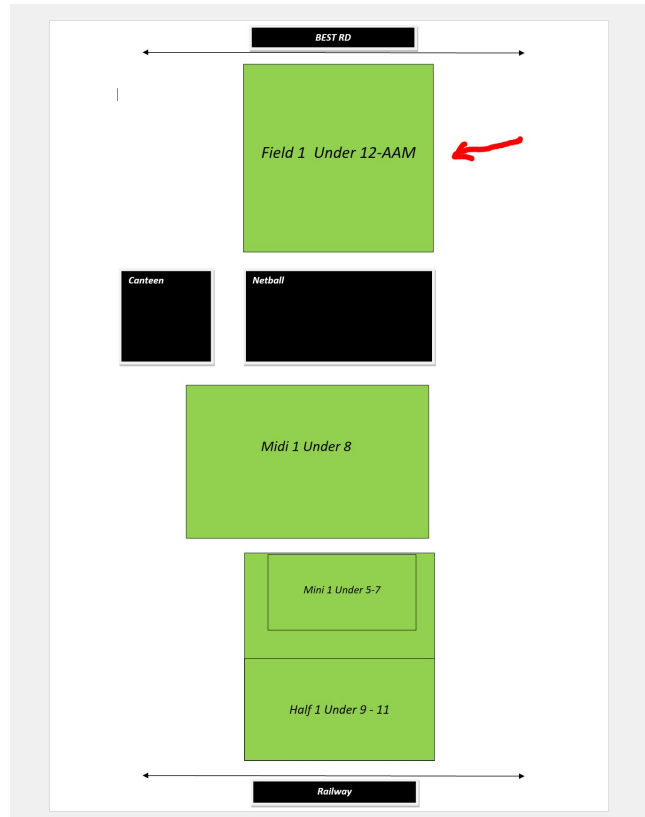 BEST RD
Field 1 Under 12-AAM
Canteen
Netball
Midi 1 Under 8
Mini 1 Under 5-7
Half 1 Under 9 - 11
Railway